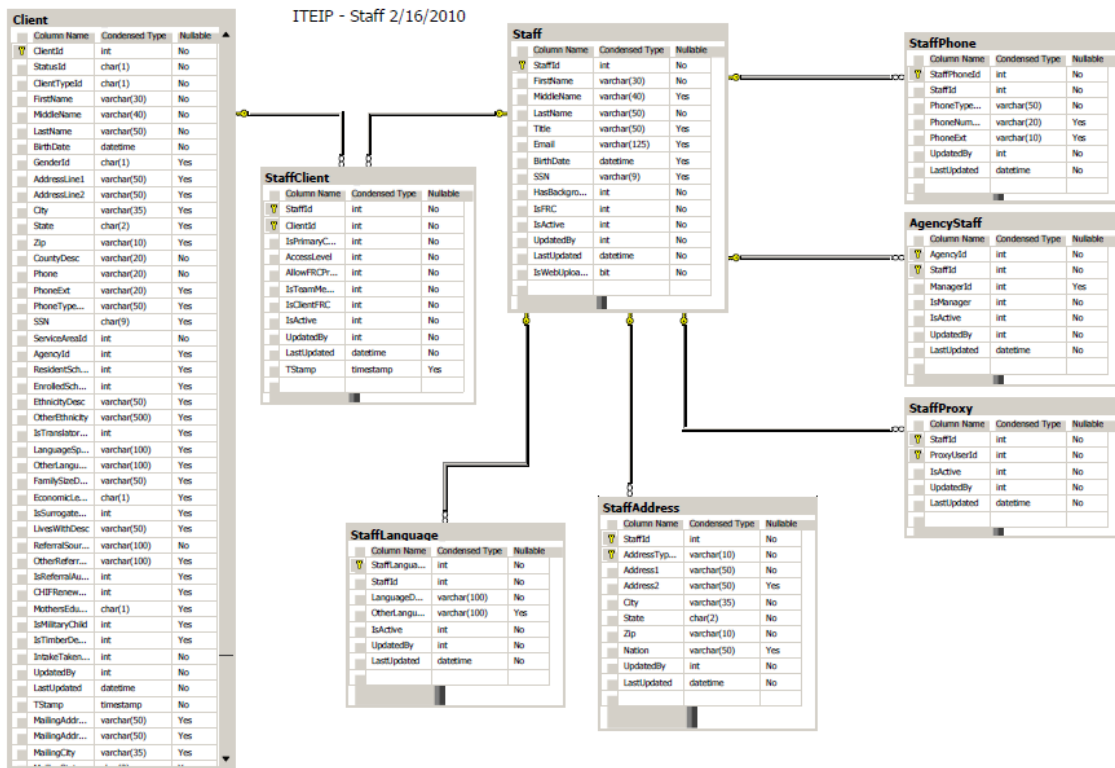 ITEIP - Staff 2/16/2010
Client
Column Name Condensed Type Nullable
ClientId int No
StatusId char(1) No
ClientTypeId char(1) No
FirstName varchar(30) No
MiddleName varchar(40) No
LastName varchar(50) No
BirthDate datetime No
GenderId char(1) Yes
AddressLine1 varchar(50) Yes
AddressLine2 varchar(50) Yes
City varchar(35) Yes
State char(2) Yes
Zip varchar(10) Yes
CountyDesc varchar(20) No
Phone varchar(20) No
PhoneExt varchar(20) Yes
PhoneType... varchar(50) Yes
SSN char(9) Yes
ServiceAreaId int No
AgencyId int Yes
ResidentSch... int Yes
EnrolledSch... int Yes
EthnicityDesc varchar(50) Yes
OtherEthnicity varchar(500) Yes
IsTranslator... int Yes
LanguageSp... varchar(100) Yes
OtherLangu... varchar(100) Yes
FamilySizeD... varchar(50) Yes
EconomicLe... char(1) Yes
IsSurrogate... int Yes
LivesWithDesc varchar(50) Yes
ReferralSour... varchar(100) No
OtherReferr... varchar(100) Yes
IsReferralAu... int Yes
CHIFRenew... int Yes
MothersEdu... char(1) Yes
IsMilitaryChild int Yes
IsTimberDe... int Yes
IntakeTaken... int No
UpdatedBy int No
LastUpdated datetime No
TStamp timestamp No
MailingAddr... varchar(50) Yes
MailingAddr... varchar(50) Yes
MailingCity varchar(35) Yes
StaffClient
Column Name Condensed Type Nullable
StaffId int No
ClientId int No
IsPrimaryC... int No
AccessLevel int No
AllowFRCPr... int No
IsTeamMe... int No
IsClientFRC int No
IsActive int No
UpdatedBy int No
LastUpdated datetime No
TStamp timestamp Yes
Staff
Column Name Condensed Type Nullable
StaffId int No
FirstName varchar(30) No
MiddleName varchar(40) Yes
LastName varchar(50) No
Title varchar(50) Yes
Email varchar(125) Yes
BirthDate datetime Yes
SSN varchar(9) Yes
HasBackgro... int No
IsFRC int No
IsActive int No
UpdatedBy int No
LastUpdated datetime No
IsWebUploa... bit No
StaffPhone
Column Name Condensed Type Nullable
StaffPhoneId int No
StaffId int No
PhoneType... varchar(50) No
PhoneNum... varchar(20) Yes
PhoneExt varchar(10) Yes
UpdatedBy int No
LastUpdated datetime No
AgencyStaff
Column Name Condensed Type Nullable
AgencyId int No
StaffId int No
ManagerId int Yes
IsManager int No
IsActive int No
UpdatedBy int No
LastUpdated datetime No
StaffProxy
Column Name Condensed Type Nullable
StaffId int No
ProxyUserId int No
IsActive int No
UpdatedBy int No
LastUpdated datetime No
StaffLanguage
Column Name Condensed Type Nullable
StaffLangua... int No
StaffId int No
LanguageD... varchar(100) No
OtherLangu... varchar(100) Yes
IsActive int No
UpdatedBy int No
LastUpdated datetime No
StaffAddress
Column Name Condensed Type Nullable
StaffId int No
AddressTyp... varchar(10) No
Address1 varchar(50) No
Address2 varchar(50) Yes
City varchar(35) No
State char(2) No
Zip varchar(10) No
Nation varchar(50) Yes
UpdatedBy int No
LastUpdated datetime No